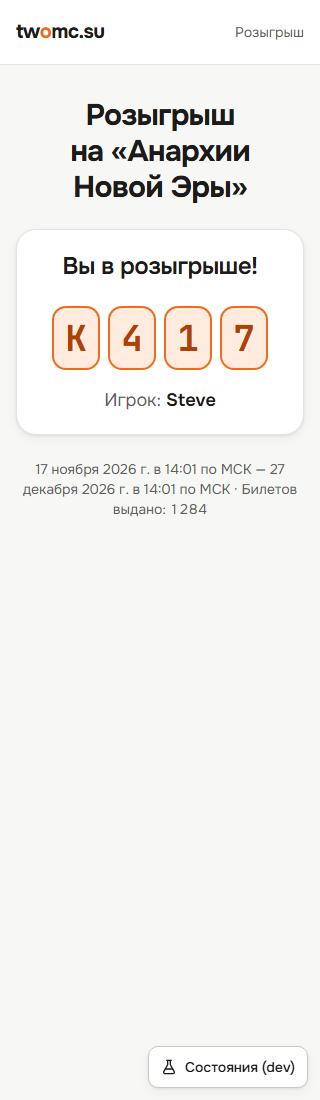 twomc.su
Розыгрыш
Розыгрыш
на «Анархии
Новой Эры»
Вы в розыгрыше!
K 4 1 7
Игрок: Steve
17 ноября 2026 г. в 14:01 по МСК — 27
декабря 2026 г. в 14:01 по МСК · Билетов
выдано: 1 284
Состояния (dev)